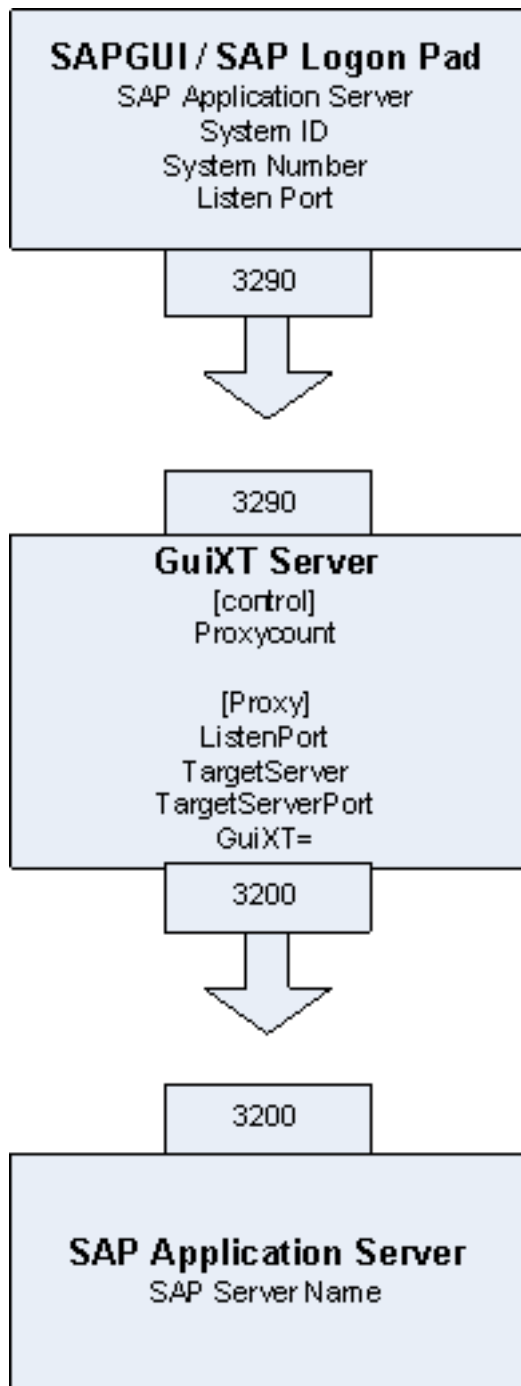 SAPGUI / SAP Logon Pad
SAP Application Server
System ID
System Number
Listen Port
3290
3290
GuiXT Server
[control]
Proxycount
[Proxy]
ListenPort
TargetServer
TargetServerPort
GuiXT=
3200
3200
SAP Application Server
SAP Server Name